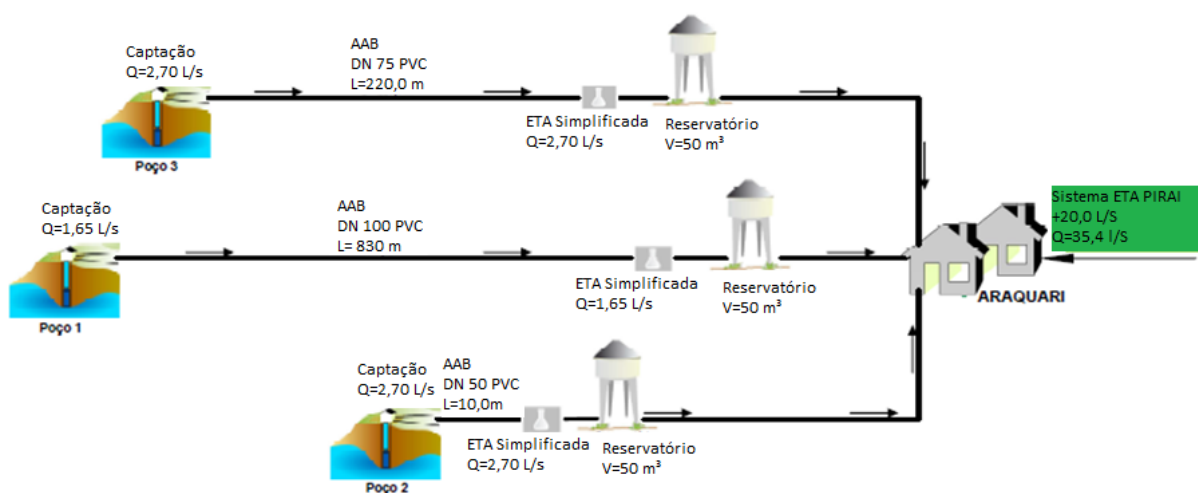 Captação
Q=2,70 L/s
AAB
DN 75 PVC
L=220,0 m
ETA Simplificada
Q=2,70 L/s
Reservatório
V=50 m³
Poço 3
Captação
Q=1,65 L/s
AAB
DN 100 PVC
L= 830 m
ETA Simplificada
Q=1,65 L/s
Reservatório
V=50 m³
Poço 1
Sistema ETA PIRAI
+20,0 L/S
Q=35,4 l/S
ARAQUARI
Captação
Q=2,70 L/s
AAB
DN 50 PVC
L=10,0m
ETA Simplificada
Q=2,70 L/s
Reservatório
V=50 m³
Poço 2